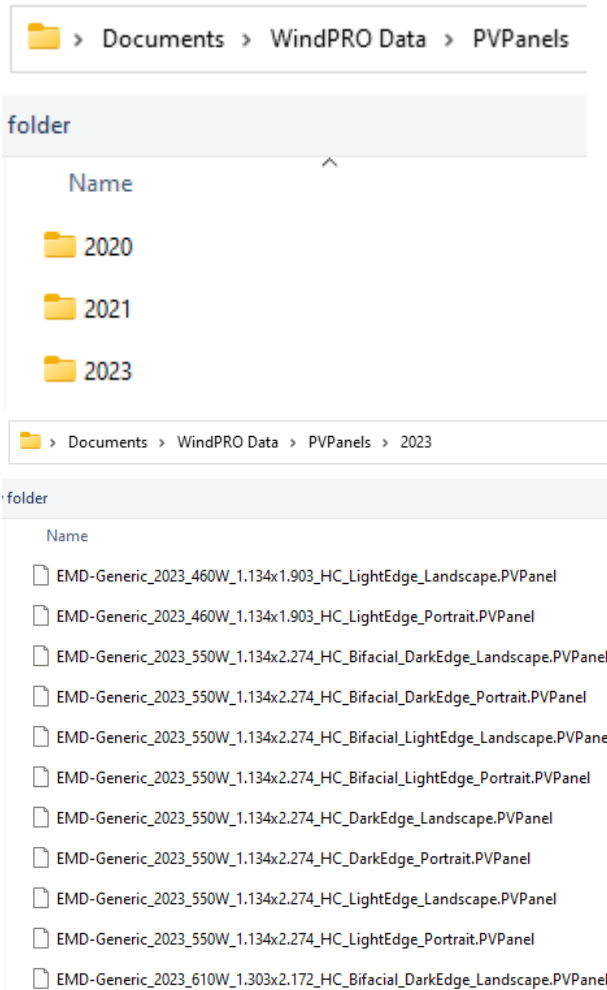 > Documents > WindPRO Data > PVPanels
folder
Name
2020
2021
2023
> Documents > WindPRO Data > PVPanels > 2023
folder
Name
EMD-Generic_2023_460W_1.134x1.903_HC_LightEdge_Landscape.PVPanel
EMD-Generic_2023_460W_1.134x1.903_HC_LightEdge_Portrait.PVPanel
EMD-Generic_2023_550W_1.134x2.274_HC_Bifacial_DarkEdge_Landscape.PVPanel
EMD-Generic_2023_550W_1.134x2.274_HC_Bifacial_DarkEdge_Portrait.PVPanel
EMD-Generic_2023_550W_1.134x2.274_HC_Bifacial_LightEdge_Landscape.PVPane
EMD-Generic_2023_550W_1.134x2.274_HC_Bifacial_LightEdge_Portrait.PVPanel
EMD-Generic_2023_550W_1.134x2.274_HC_DarkEdge_Landscape.PVPanel
EMD-Generic_2023_550W_1.134x2.274_HC_DarkEdge_Portrait.PVPanel
EMD-Generic_2023_550W_1.134x2.274_HC_LightEdge_Landscape.PVPanel
EMD-Generic_2023_550W_1.134x2.274_HC_LightEdge_Portrait.PVPanel
EMD-Generic_2023_610W_1.303x2.172_HC_Bifacial_DarkEdge_Landscape.PVPanel